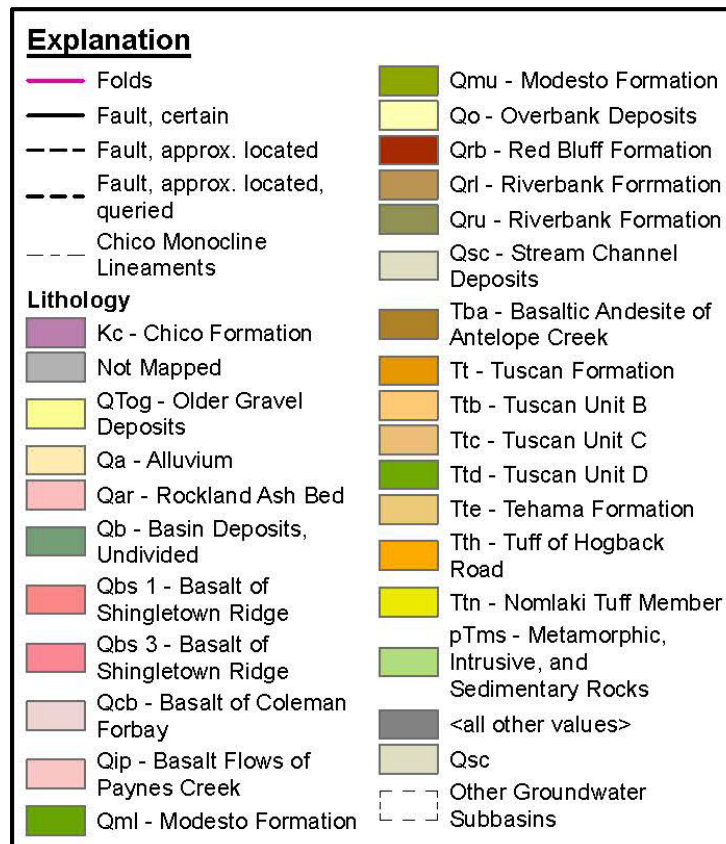 Explanation
Folds
Fault, certain
Fault, approx. located
Fault, approx. located,
queried
Chico Monocline
Lineaments
Lithology
Kc - Chico Formation
Not Mapped
QTog - Older Gravel
Deposits
Qa - Alluvium
Qar - Rockland Ash Bed
Qb - Basin Deposits,
Undivided
Qbs 1 - Basalt of
Shingletown Ridge
Qbs 3 - Basalt of
Shingletown Ridge
Qcb - Basalt of Coleman
Forbay
Qip - Basalt Flows of
Paynes Creek
Qml - Modesto Formation
Qmu - Modesto Formation
Qo - Overbank Deposits
Qrb - Red Bluff Formation
Qrl - Riverbank Forrmation
Qru - Riverbank Formation
Qsc - Stream Channel
Deposits
Tba - Basaltic Andesite of
Antelope Creek
Tt - Tuscan Formation
Ttb - Tuscan Unit B
Ttc - Tuscan Unit C
Ttd - Tuscan Unit D
Tte - Tehama Formation
Tth - Tuff of Hogback
Road
Ttn - Nomlaki Tuff Member
pTms - Metamorphic,
Intrusive, and
Sedimentary Rocks
<all other values>
Qsc
Other Groundwater
Subbasins